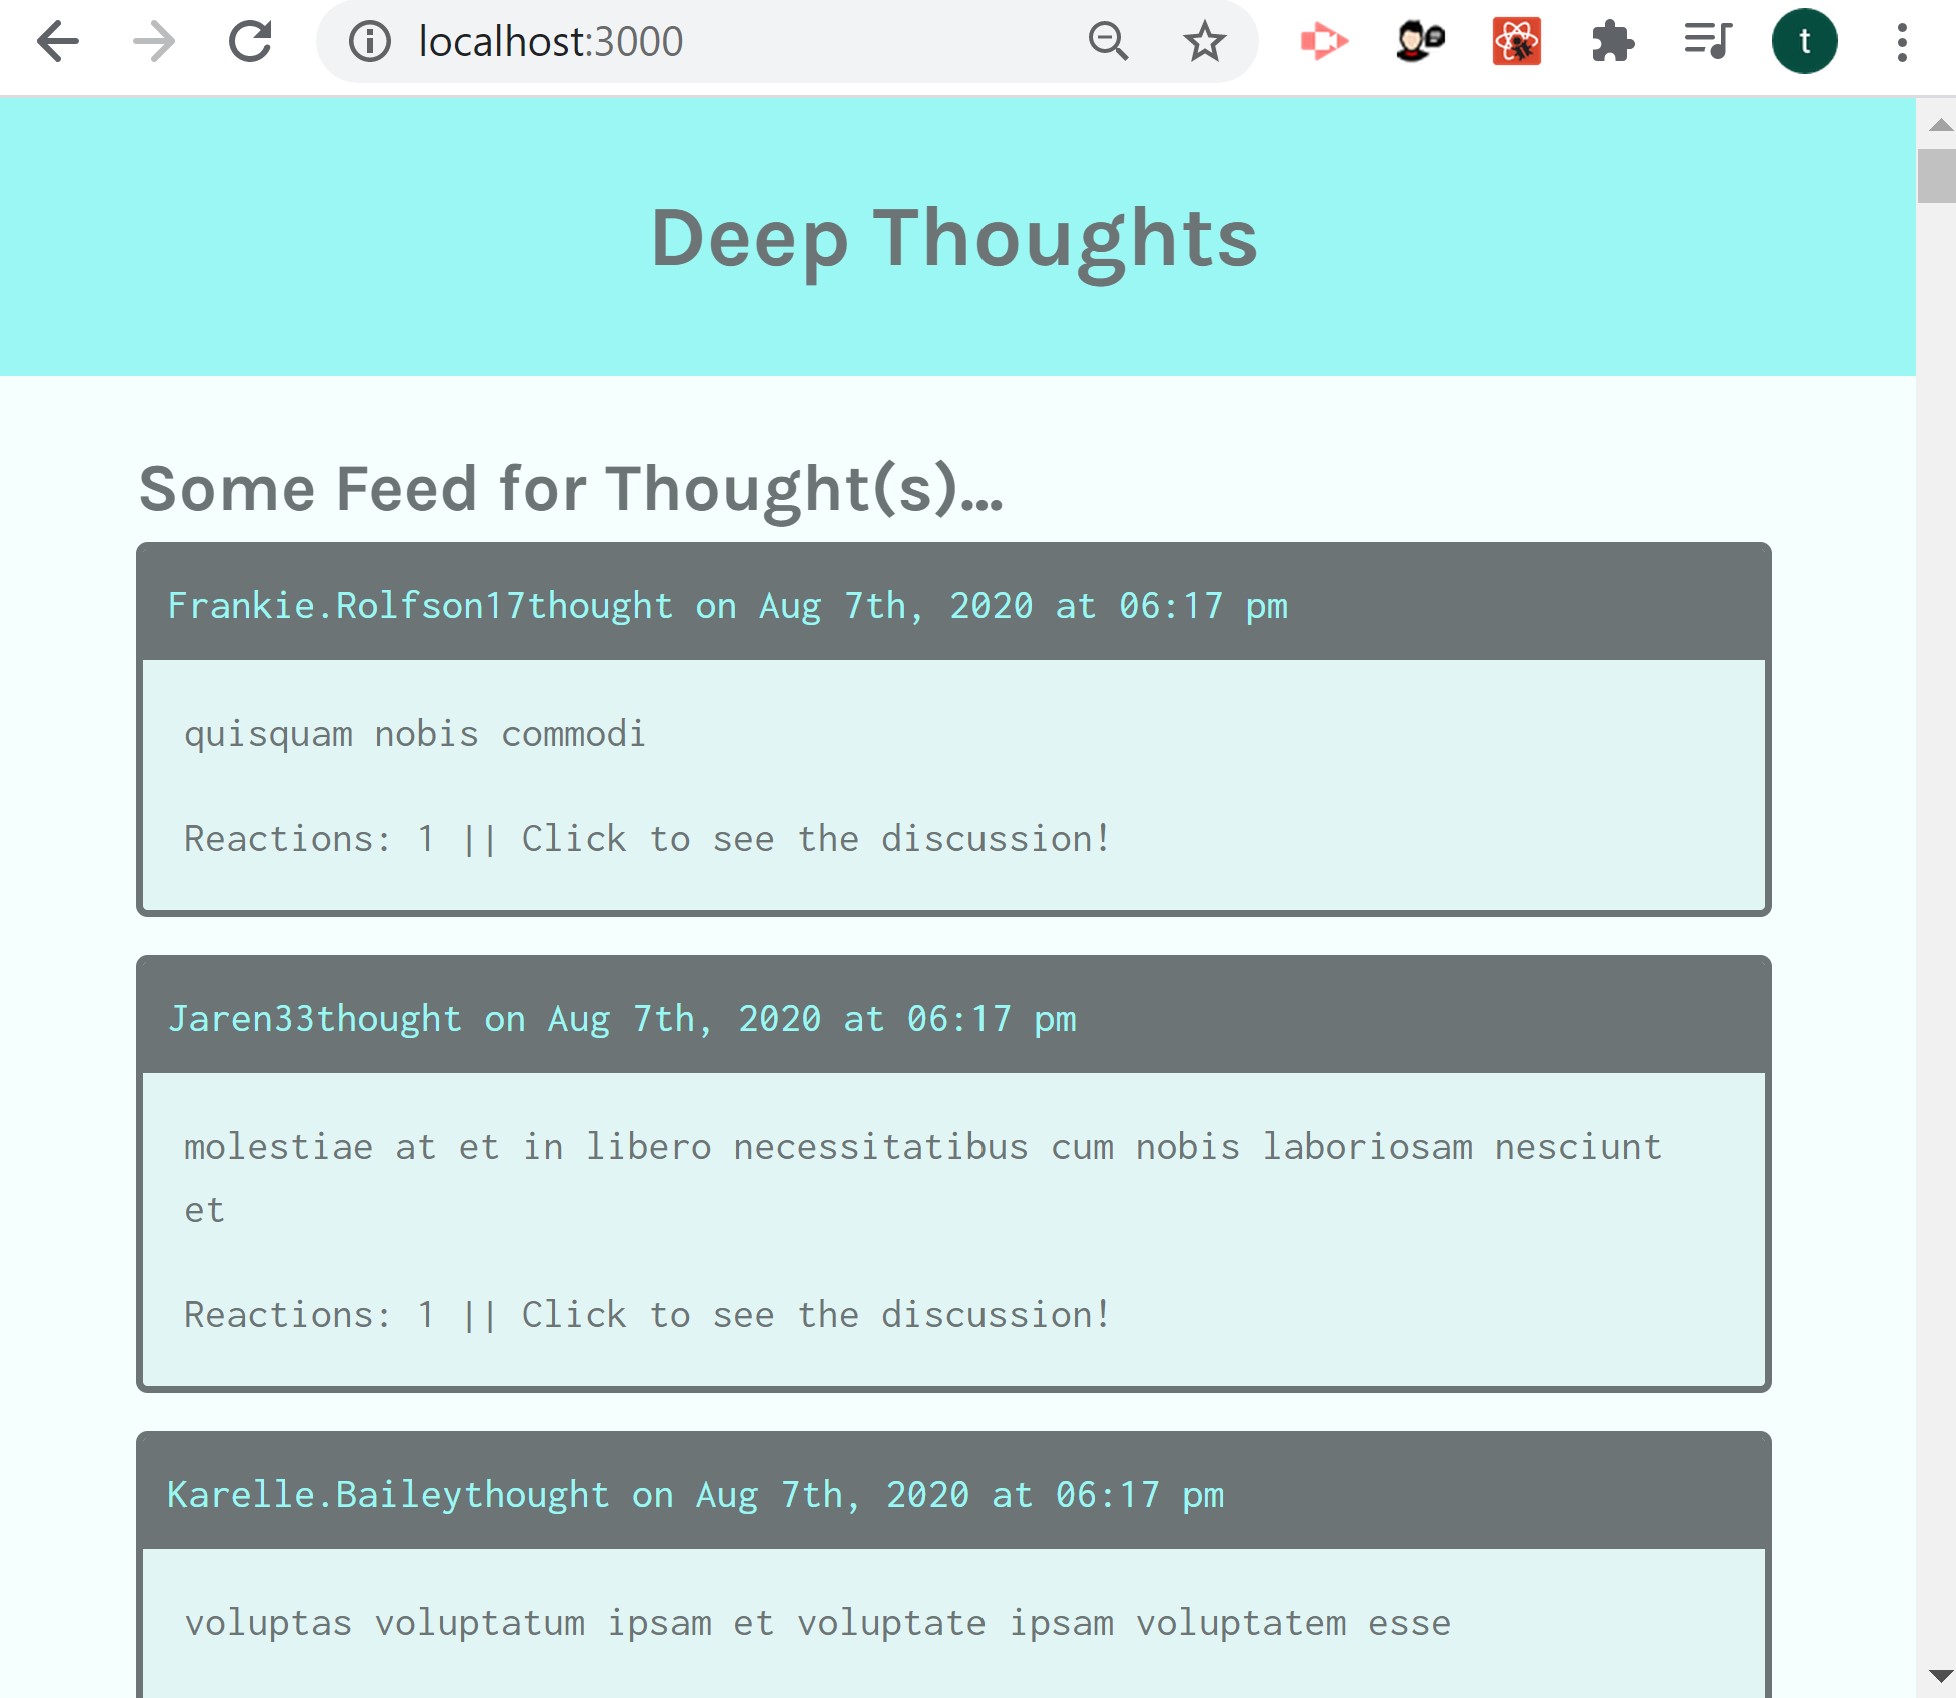 localhost:3000
t
Deep Thoughts
Some Feed for Thought(s)...
Frankie.Rolfson17thought on Aug 7th, 2020 at 06:17 pm
quisquam nobis commodi
Reactions: 1 || Click to see the discussion!
Jaren33thought on Aug 7th, 2020 at 06:17 pm
molestiae at et in libero necessitatibus cum nobis laboriosam nesciunt
et
Reactions: 1 || Click to see the discussion!
Karelle.Baileythought on Aug 7th, 2020 at 06:17 pm
voluptas voluptatum ipsam et voluptate ipsam voluptatem esse